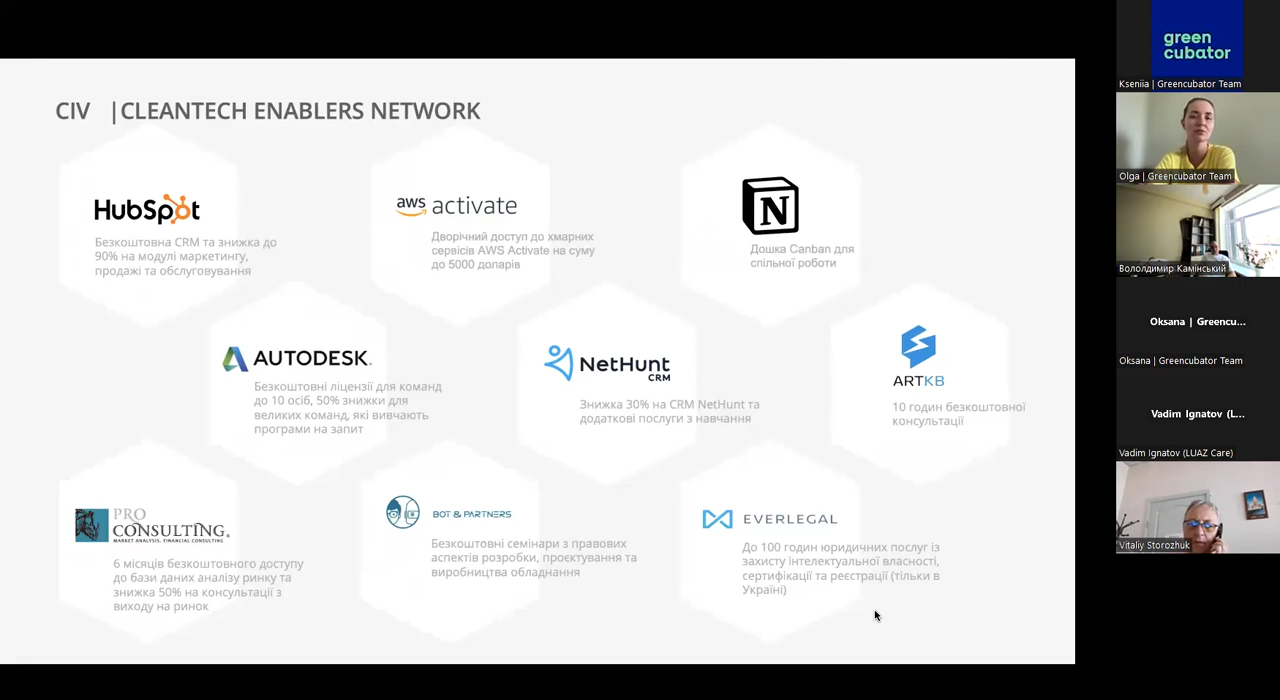 CIV |CLEANTECH ENABLERS NETWORK
HubSpot
Безкоштовна CRM та знижка до
90% на модулі маркетингу,
продажі та обслуговування
aws activate
Дворічний доступ до хмарних
сервісів AWS Activate на суму
до 5000 доларів
N
Дошка Canban для
спільної роботи
AUTODESK.
Безкоштовні ліцензії для команд
до 10 осіб, 50% знижки для
великих команд, які вивчають
програми на запит
NetHunt
CRM
Знижка 30% на CRM NetHunt та
додаткові послуги з навчання
ARTKB
10 годин безкоштовної
консультації
PRO
CONSULTING.®
MARKET ANALYSIS. FINANCIAL CONSULTING
6 місяців безкоштовного доступу
до бази даних аналізу ринку та
знижка 50% на консультації з
виходу на ринок
BOT & PARTNERS
Безкоштовні семінари з правових
аспектів розробки, проєктування та
виробництва обладнання
EVERLEGAL
До 100 годин юридичних послуг із
захисту інтелектуальної власності,
сертифікації та реєстрації (тільки в
Україні)
green
cubator
Kseniia | Greencubator Team
Olga | Greencubator Team
Вололдимир Камінський
Oksana | Greencu...
Oksana | Greencubator Team
Vadim Ignatov (L...
Vadim Ignatov (LUAZ Care)
Vitaliy Storozhuk